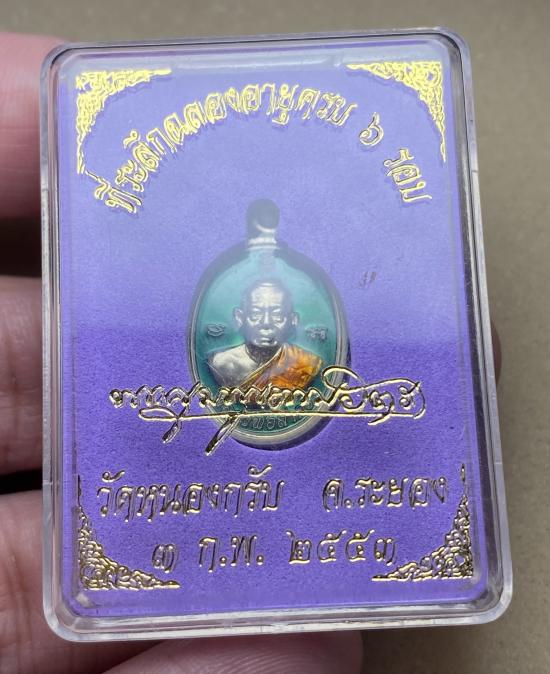 ที่ระลึกฉลองอายุครบ ๖ รอบ
วัดหนองกรับ จ.ระยอง
๓ ก.พ. ๒๕๕๓